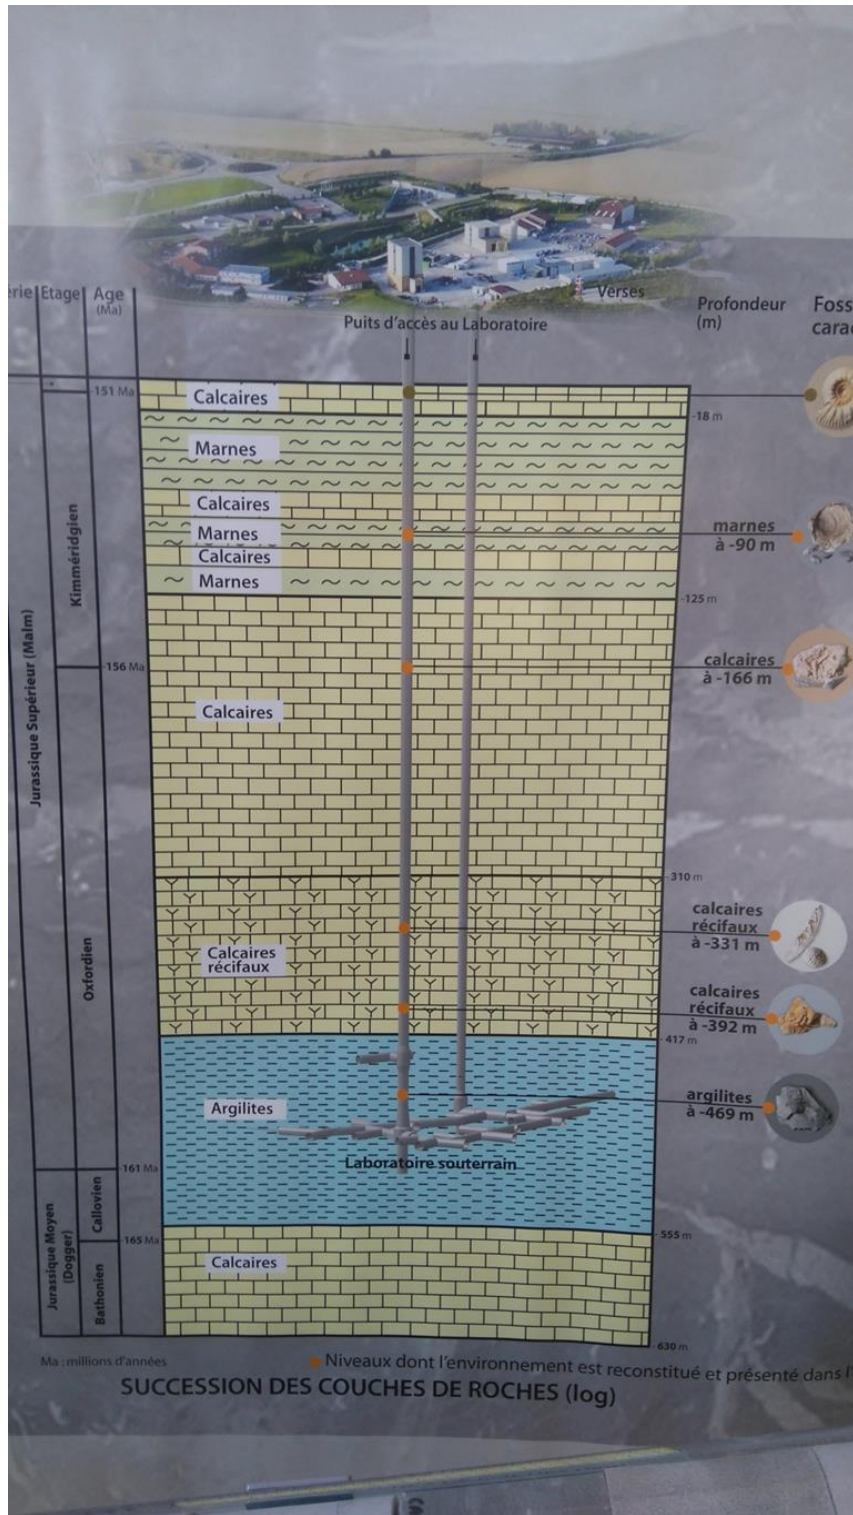 Verses
Puits d'accès au Laboratoire
Etage
Age
(Ma)
Profondeur
(m)
151 Ma
156 Ma
161 Ma
165 Ma
Jurassique Supérieur (Malm)
Jurassique Moyen
(Dogger)
Kimméridgien
Oxfordien
Callovien
Bathonien
Calcaires
Marnes
Calcaires
Marnes
Calcaires
Marnes
Calcaires
Calcaires
récifaux
Argilites
Laboratoire souterrain
Calcaires
-18 m
marnes
à -90 m
-125 m
calcaires
à -166 m
- 310 m
calcaires
récifaux
à -331 m
calcaires
récifaux
à -392 m
- 417 m
argilites
à -469 m
- 555 m
- 630 m
Ma : millions d'années
Niveaux dont l'environnement est reconstitué et présenté dans
SUCCESSION DES COUCHES DE ROCHES (log)